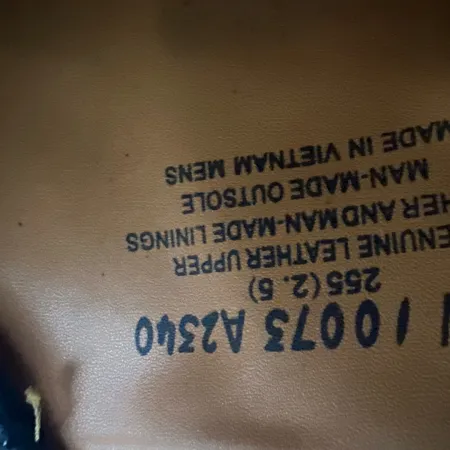 10073 A2340
255(2.5)
ENUINE LEATHER UPPER
HER AND MAN-MADE LININGS
MAN-MADE OUTSOLE
MADE IN VIETNAM MENS